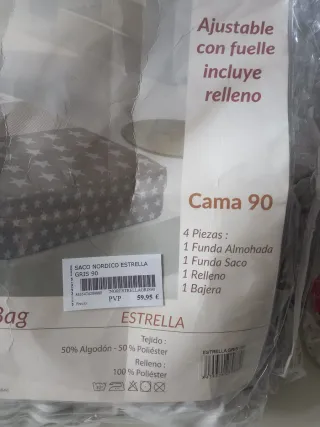 Ajustable
con fuelle
incluye
relleno
Cama 90
4 Piezas :
1 Funda Almohada
1 Funda Saco
1 Relleno
1 Bajera
SACO NORDICO ESTRELLA
GRIS 90
PVP 59.95 €
Bag
ESTRELLA
Tejido :
50% Algodón - 50 % Poliéster
Relleno :
100 % Poliéster